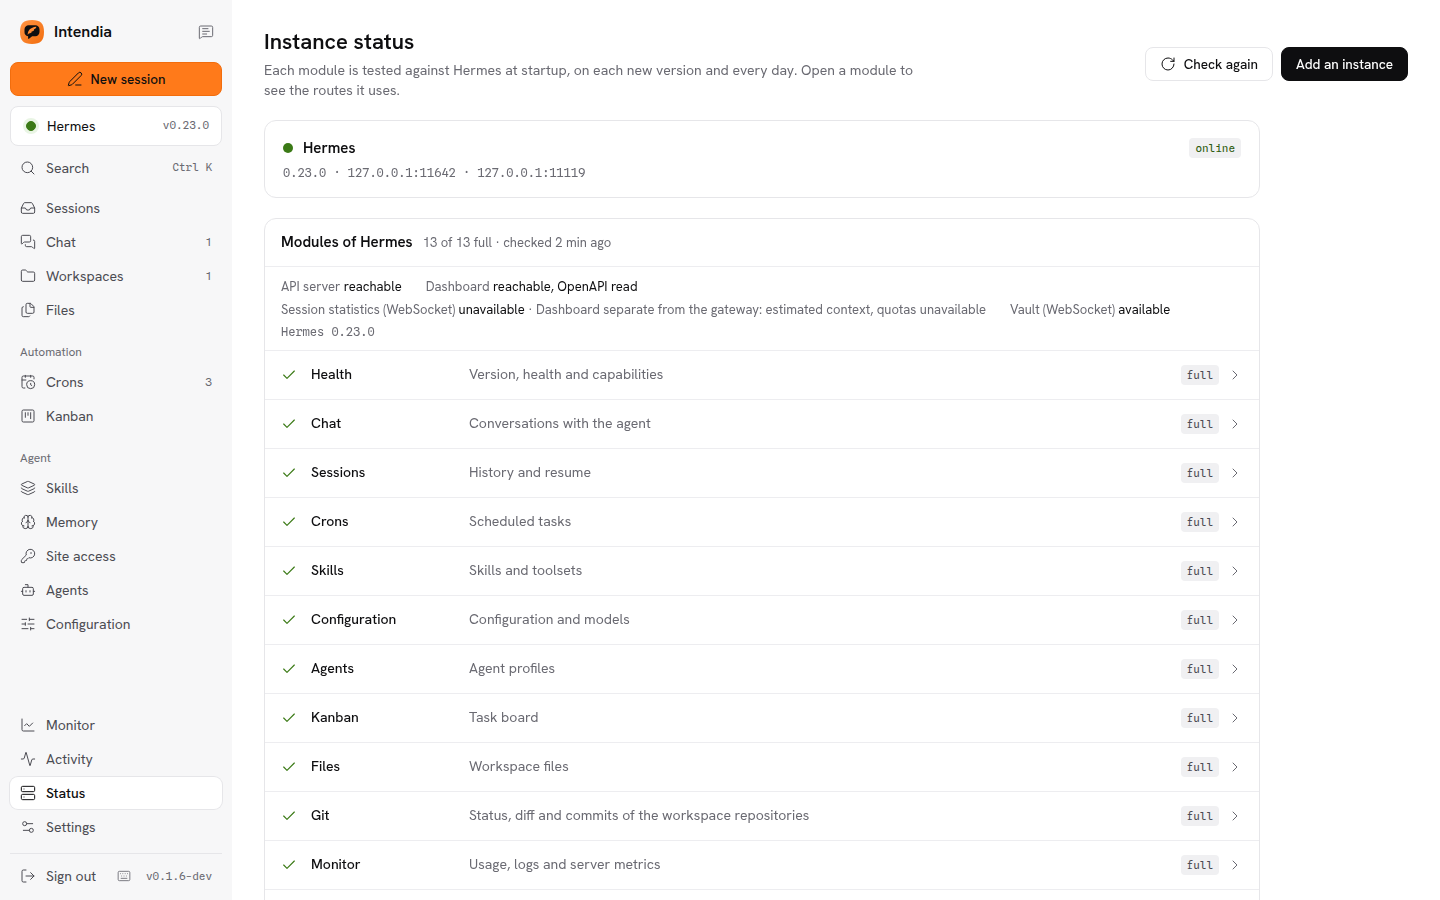 Intendia
New session
Hermes v0.23.0
Search Ctrl K
Sessions
Chat 1
Workspaces 1
Files
Automation
Crons 3
Kanban
Agent
Skills
Memory
Site access
Agents
Configuration
Monitor
Activity
Status
Settings
Sign out v0.1.6-dev
Instance status
Each module is tested against Hermes at startup, on each new version and every day. Open a module to
see the routes it uses.
Check again
Add an instance
Hermes online
0.23.0 · 127.0.0.1:11642 · 127.0.0.1:11119
Modules of Hermes 13 of 13 full · checked 2 min ago
API server reachable Dashboard reachable, OpenAPI read
Session statistics (WebSocket) unavailable · Dashboard separate from the gateway: estimated context, quotas unavailable Vault (WebSocket) available
Hermes 0.23.0
Health Version, health and capabilities full
Chat Conversations with the agent full
Sessions History and resume full
Crons Scheduled tasks full
Skills Skills and toolsets full
Configuration Configuration and models full
Agents Agent profiles full
Kanban Task board full
Files Workspace files full
Git Status, diff and commits of the workspace repositories full
Monitor Usage, logs and server metrics full